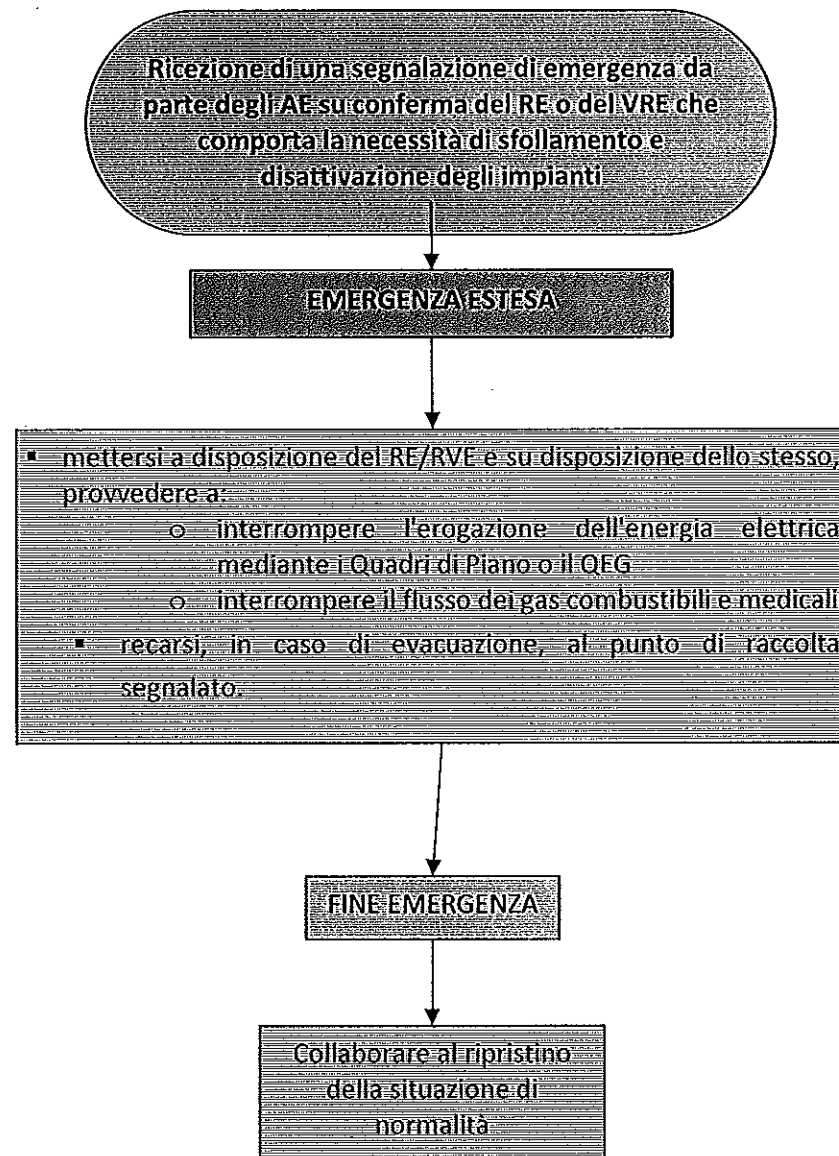 Ricezione di una segnalazione di emergenza da
parte degli AE su conferma del RE o del VRE che
comporta la necessità di sfollamento e
disattivazione degli impianti
EMERGENZA ESTESA
▪ mettersi a disposizione del RE/RVE e su disposizione dello stesso,
provvedere a:
o interrompere l'erogazione dell'energia elettrica
mediante i Quadri di Piano o il QEG
o interrompere il flusso dei gas combustibili e medicali
▪ recarsi, in caso di evacuazione, al punto di raccolta
segnalato.
FINE EMERGENZA
Collaborare al ripristino
della situazione di
normalità